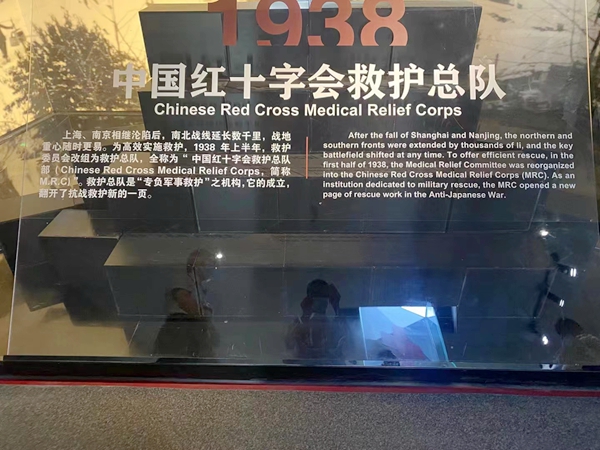 1938
中国红十字会救护总队
Chinese Red Cross Medical Relief Corps
上海、南京相继沦陷后，南北战线延长数千里，战地
重心随时更易。为高效实施救护，1938 年上半年，救护
委员会改组为救护总队，全称为“ 中国红十字会救护总队
部（Chinese Red Cross Medical Relief Corps，简称
M.R.C）”。救护总队是“专负军事救护”之机构，它的成立，
翻开了抗战救护新的一页。
After the fall of Shanghai and Nanjing, the northern and
southern fronts were extended by thousands of li, and the key
battlefield shifted at any time. To offer efficient rescue, in the
first half of 1938, the Medical Relief Committee was reorganized
into the Chinese Red Cross Medical Relief Corps (MRC). As an
institution dedicated to military rescue, the MRC opened a new
page of rescue work in the Anti-Japanese War.